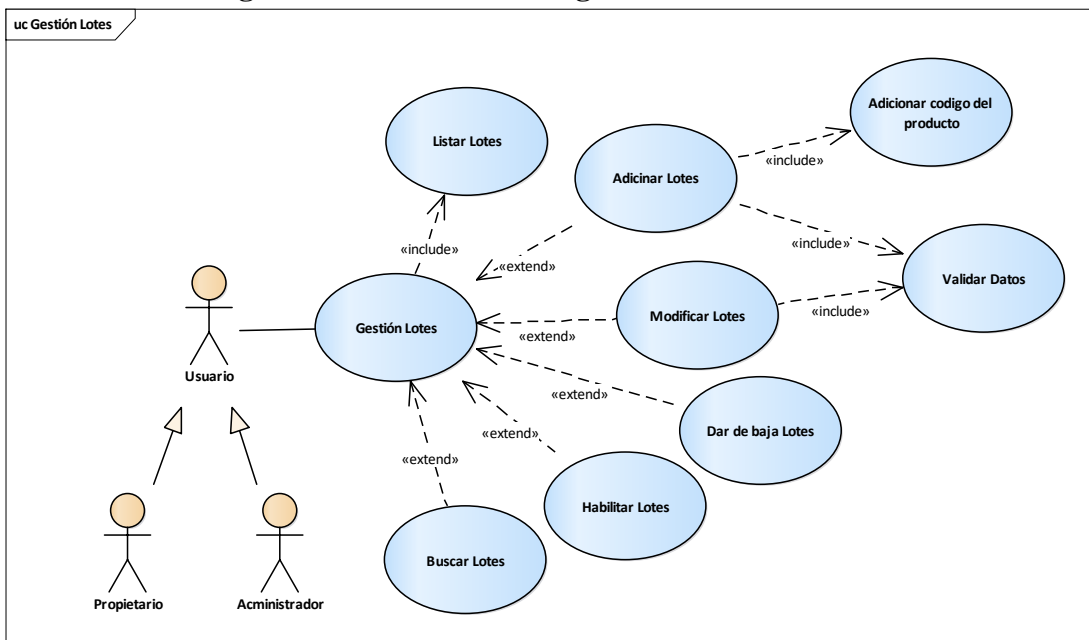 uc Gestión Lotes
Listar Lotes
Adicionar codigo del
producto
Adicinar Lotes
«include»
«include»
«include»
«extend»
Validar Datos
Gestión Lotes
Modificar Lotes
«include»
«extend»
Usuario
«extend»
Dar de baja Lotes
«extend»
«extend»
Habilitar Lotes
Buscar Lotes
Propietario
Acministrador